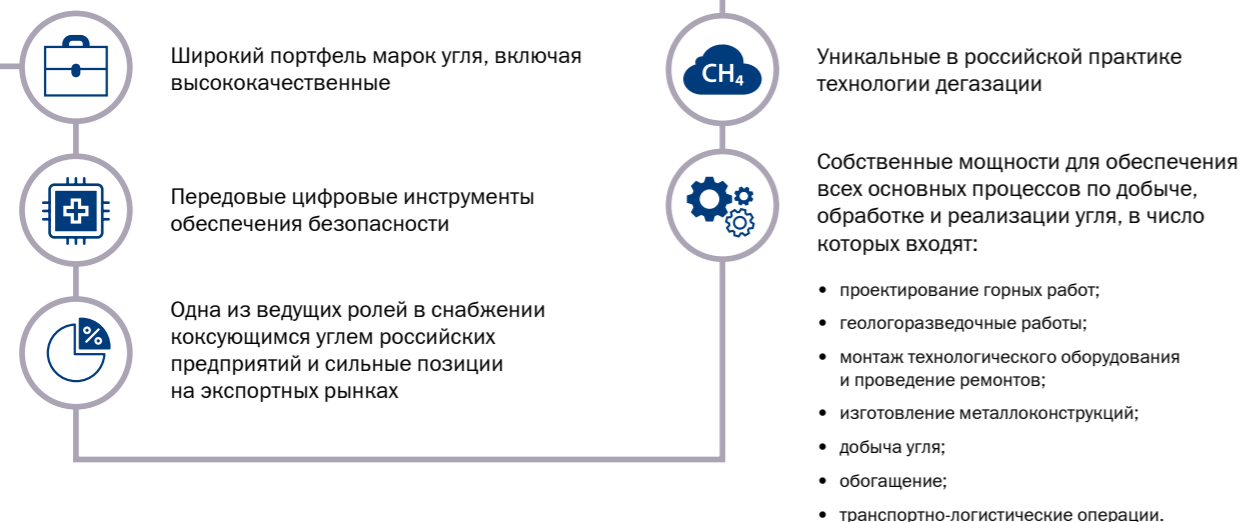 Широкий портфель марок угля, включая
высококачественные
Передовые цифровые инструменты
обеспечения безопасности
%
Одна из ведущих ролей в снабжении
коксующимся углем российских
предприятий и сильные позиции
на экспортных рынках
CH₄
Уникальные в российской практике
технологии дегазации
Собственные мощности для обеспечения
всех основных процессов по добыче,
обработке и реализации угля, в число
которых входят:
• проектирование горных работ;
• геологоразведочные работы;
• монтаж технологического оборудования
и проведение ремонтов;
• изготовление металлоконструкций;
• добыча угля;
• обогащение;
• транспортно-логистические операции.